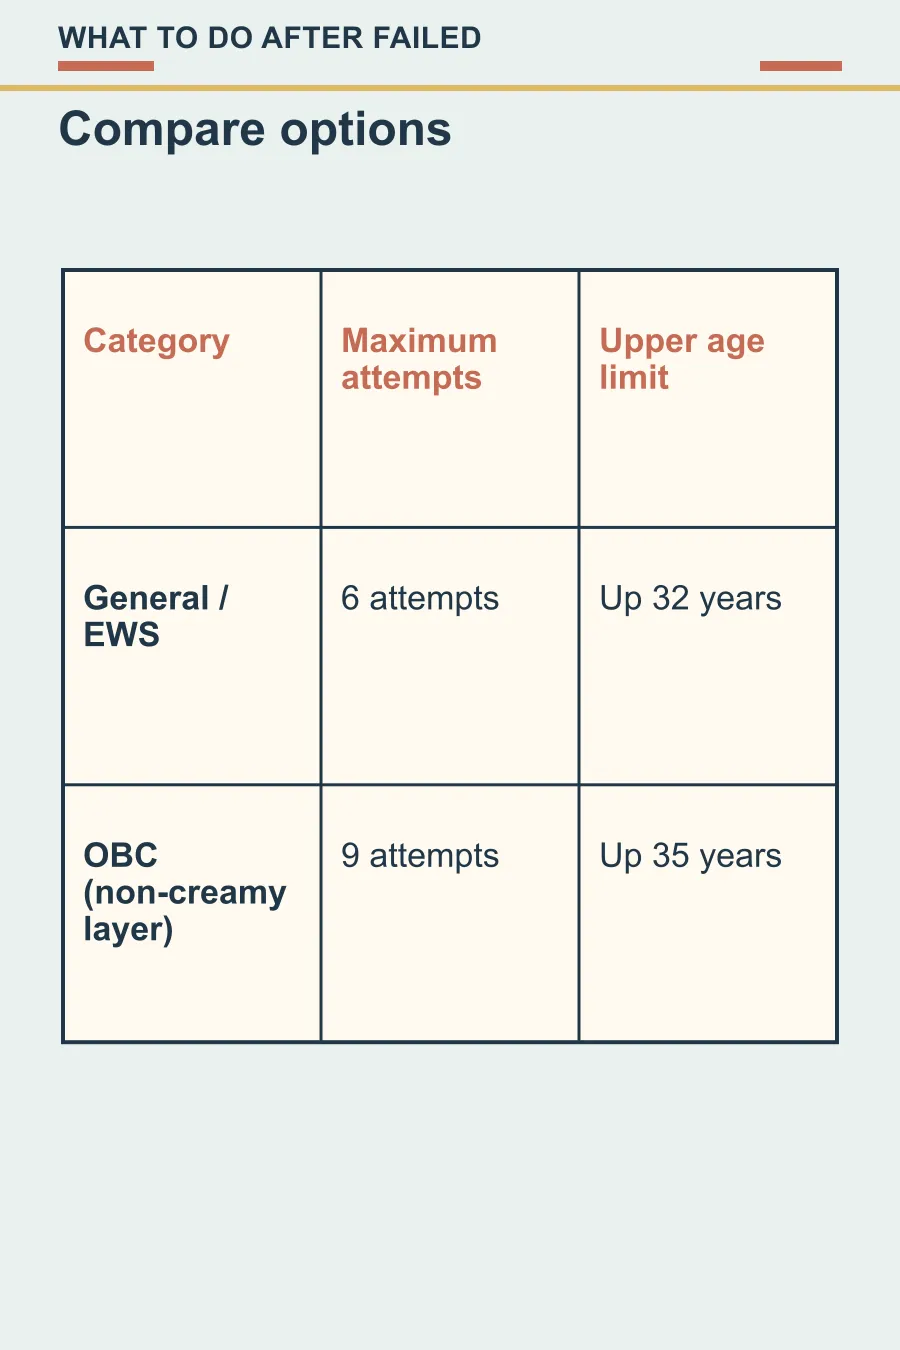 WHAT TO DO AFTER FAILED
Compare options
Category
Maximum
attempts
Upper age
limit
General /
EWS
6 attempts
Up 32 years
OBC
(non-creamy
layer)
9 attempts
Up 35 years